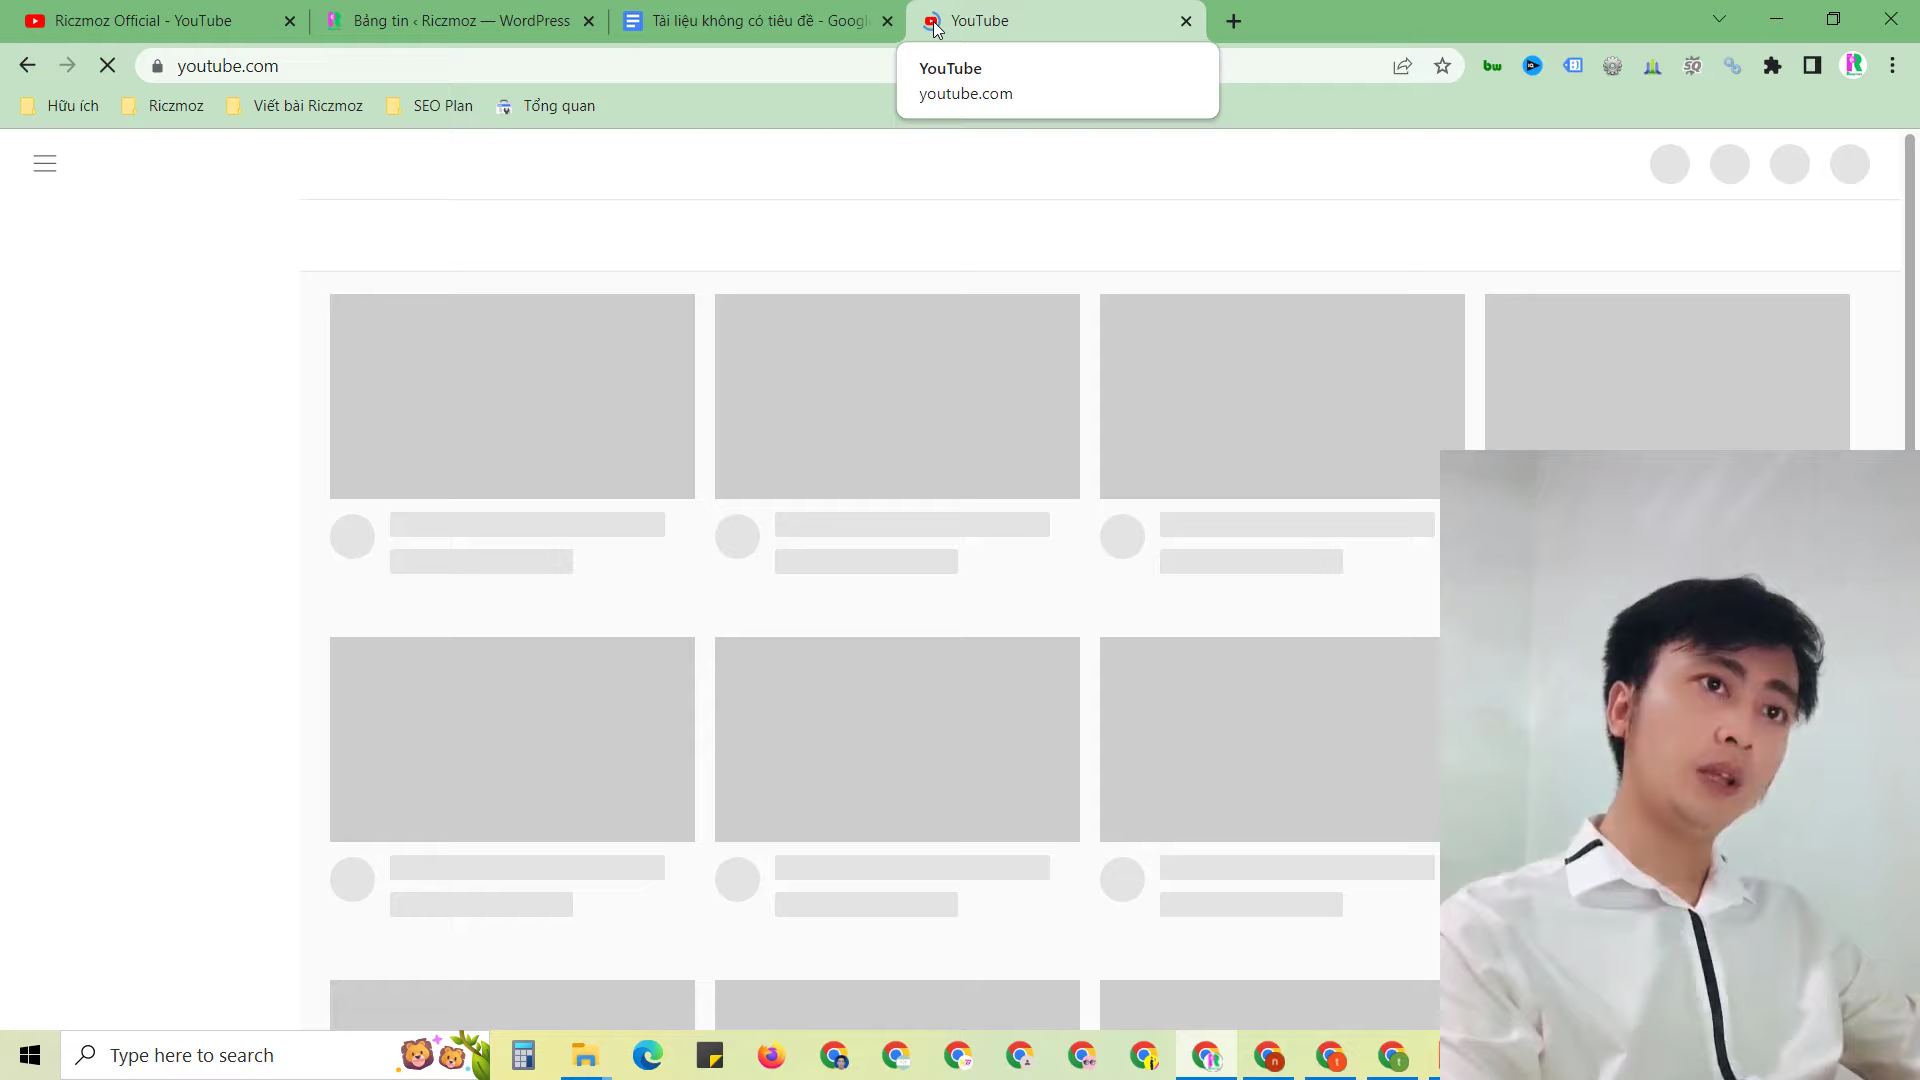 Riczmoz Official - YouTube
Bảng tin ‹ Riczmoz — WordPress
Tài liệu không có tiêu đề - Googl
YouTube
youtube.com
YouTube
youtube.com
Hữu ích
Riczmoz
Viết bài Riczmoz
SEO Plan
Tổng quan
Type here to search